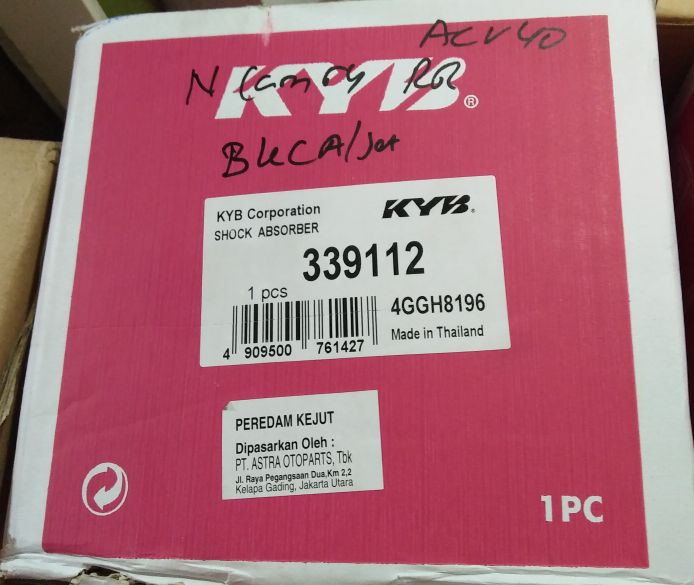 ACV40
N Camry RR
KYB®
KYB Corporation
KYB®
SHOCK ABSORBER
339112
1 pcs
4GGH8196
4 909500 761427
Made in Thailand
PEREDAM KEJUT
Dipasarkan Oleh :
PT. ASTRA OTOPARTS, Tbk
Jl. Raya Pegangsaan Dua,Km 2,2
Kelapa Gading, Jakarta Utara
1PC